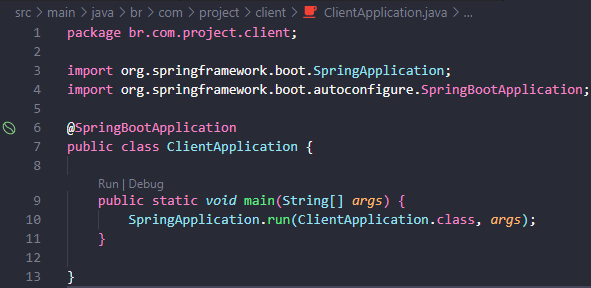 src > main > java > br > com > project > client > ClientApplication.java > ...
1 package br.com.project.client;
2
3 import org.springframework.boot.SpringApplication;
4 import org.springframework.boot.autoconfigure.SpringBootApplication;
5
6 @SpringBootApplication
7 public class ClientApplication {
8
Run | Debug
9 public static void main(String[] args) {
10 SpringApplication.run(ClientApplication.class, args);
11 }
12
13 }